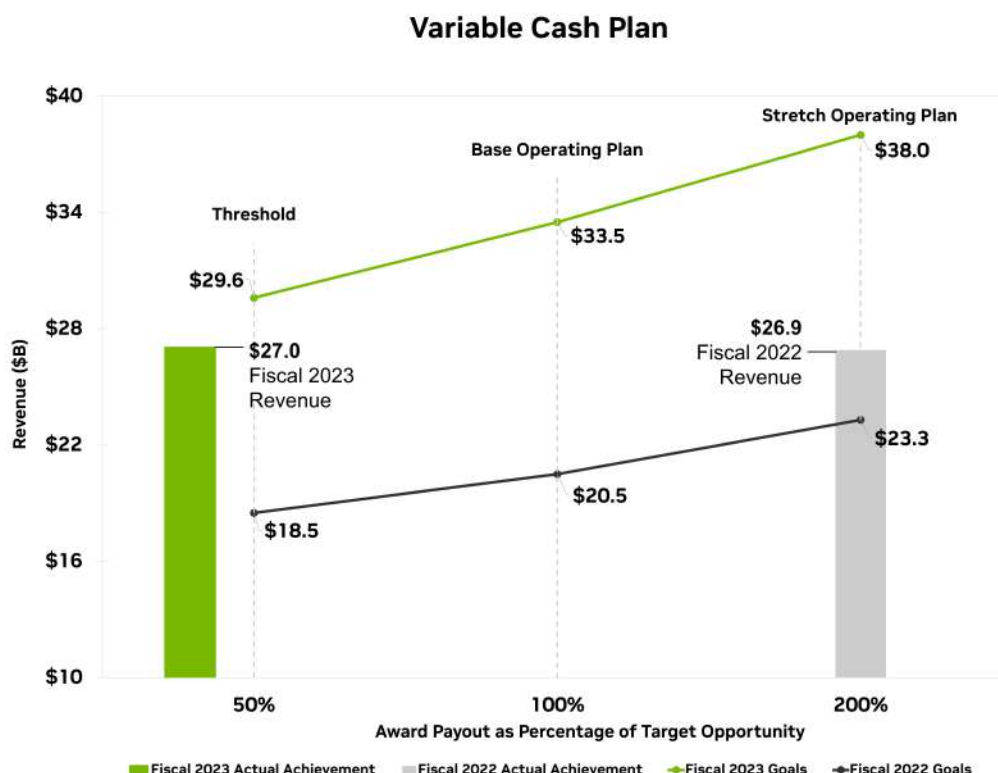 Variable Cash Plan
$40
Stretch Operating Plan
$38.0
Base Operating Plan
$34
Threshold
$33.5
$29.6
$28
$27.0
Fiscal 2023
Revenue
$26.9
Fiscal 2022
Revenue
Revenue ($B)
$22
$23.3
$20.5
$18.5
$16
$10
50%
100%
200%
Award Payout as Percentage of Target Opportunity
Fiscal 2023 Actual Achievement
Fiscal 2022 Actual Achievement
Fiscal 2023 Goals
Fiscal 2022 Goals